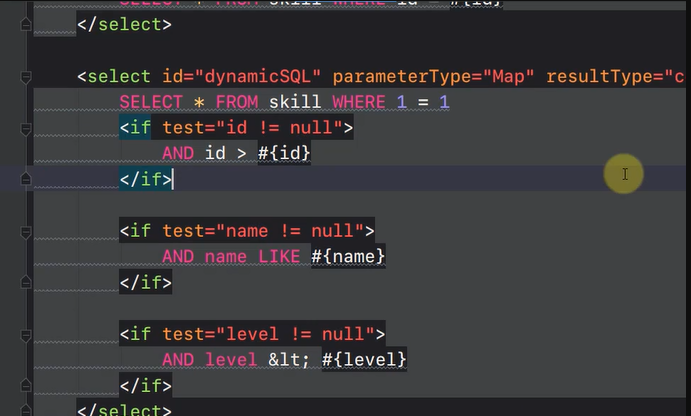 SELECT * FROM skill WHERE id = #{id}
</select>
<select id="dynamicSQL" parameterType="Map" resultType="c
SELECT * FROM skill WHERE 1 = 1
<if test="id != null">
AND id > #{id}
</if>
<if test="name != null">
AND name LIKE #{name}
</if>
<if test="level != null">
AND level &lt; #{level}
</if>
</select>